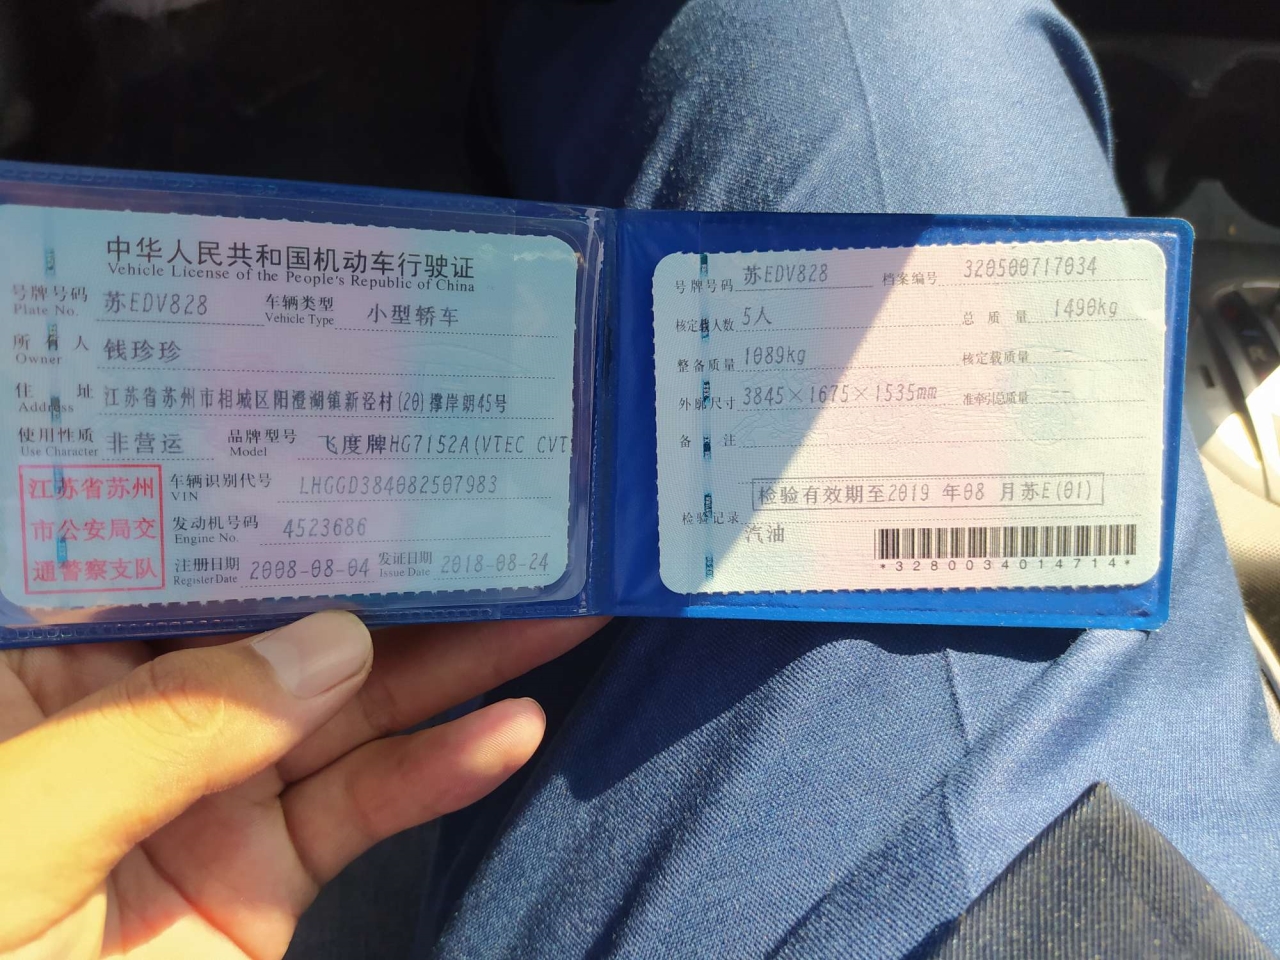 中华人民共和国机动车行驶证
Vehicle License of the People's Republic of China
号牌号码 苏EDV828 车辆类型 小型轿车
Plate No. Vehicle Type
所有人 钱珍珍
Owner
住址 江苏省苏州市相城区阳澄湖镇新泾村(20)撑岸朗45号
Address
使用性质 非营运 品牌型号 飞度牌HG7152A(VTEC CVT
Use Character Model
江苏省苏州
市公安局交
通警察支队
车辆识别代号 LHGGD384082507983
VIN
发动机号码 4523686
Engine No.
注册日期 2008-08-04 发证日期 2018-08-24
Register Date Issue Date
号牌号码 苏EDV828 档案编号 320500717034
核定载人数 5人 总质量 1490kg
整备质量 1089kg 核定载质量
外廓尺寸 3845×1675×1535mm 准牵引总质量
备注
检验有效期至2019 年08 月苏E(01)
检验记录
汽油
*3280034014714*